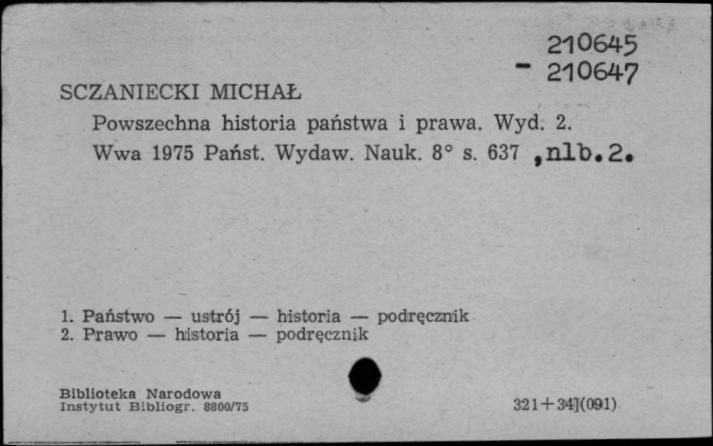 210645
- 210647
SCZANIECKI MICHAŁ
Powszechna historia państwa i prawa. Wyd. 2.
Wwa 1975 Państ. Wydaw. Nauk. 8° s. 637 ,nlb.2.
1. Państwo — ustrój — historia — podręcznik
2. Prawo — historia — podręcznik
Biblioteka Narodowa
Instytut Bibliogr. 8800/75
321+34](091)